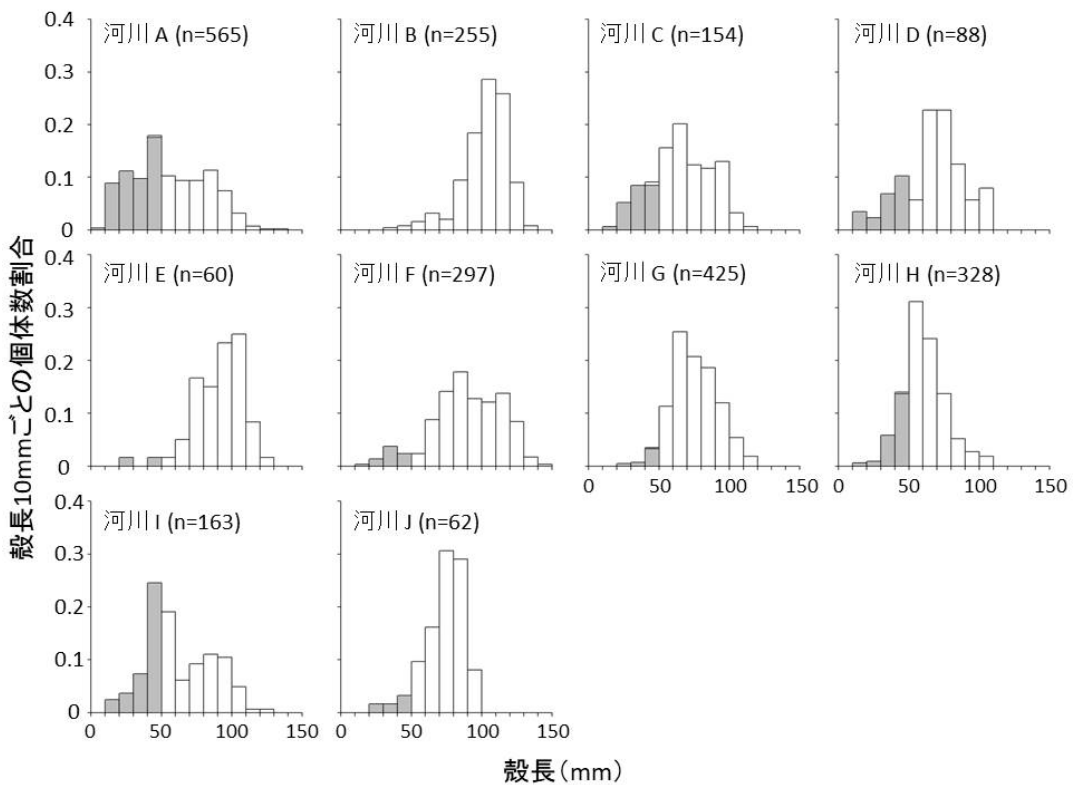 殻長10mmごとの個体数割合
河川 A (n=565)
河川 B (n=255)
河川 C (n=154)
河川 D (n=88)
0.4
0.3
0.2
0.1
0
河川 E (n=60)
河川 F (n=297)
河川 G (n=425)
河川 H (n=328)
0.4
0.3
0.2
0.1
0
0 50 100 150
0 50 100 150
河川 I (n=163)
河川 J (n=62)
0.4
0.3
0.2
0.1
0
0 50 100 150
0 50 100 150
殻長(mm)